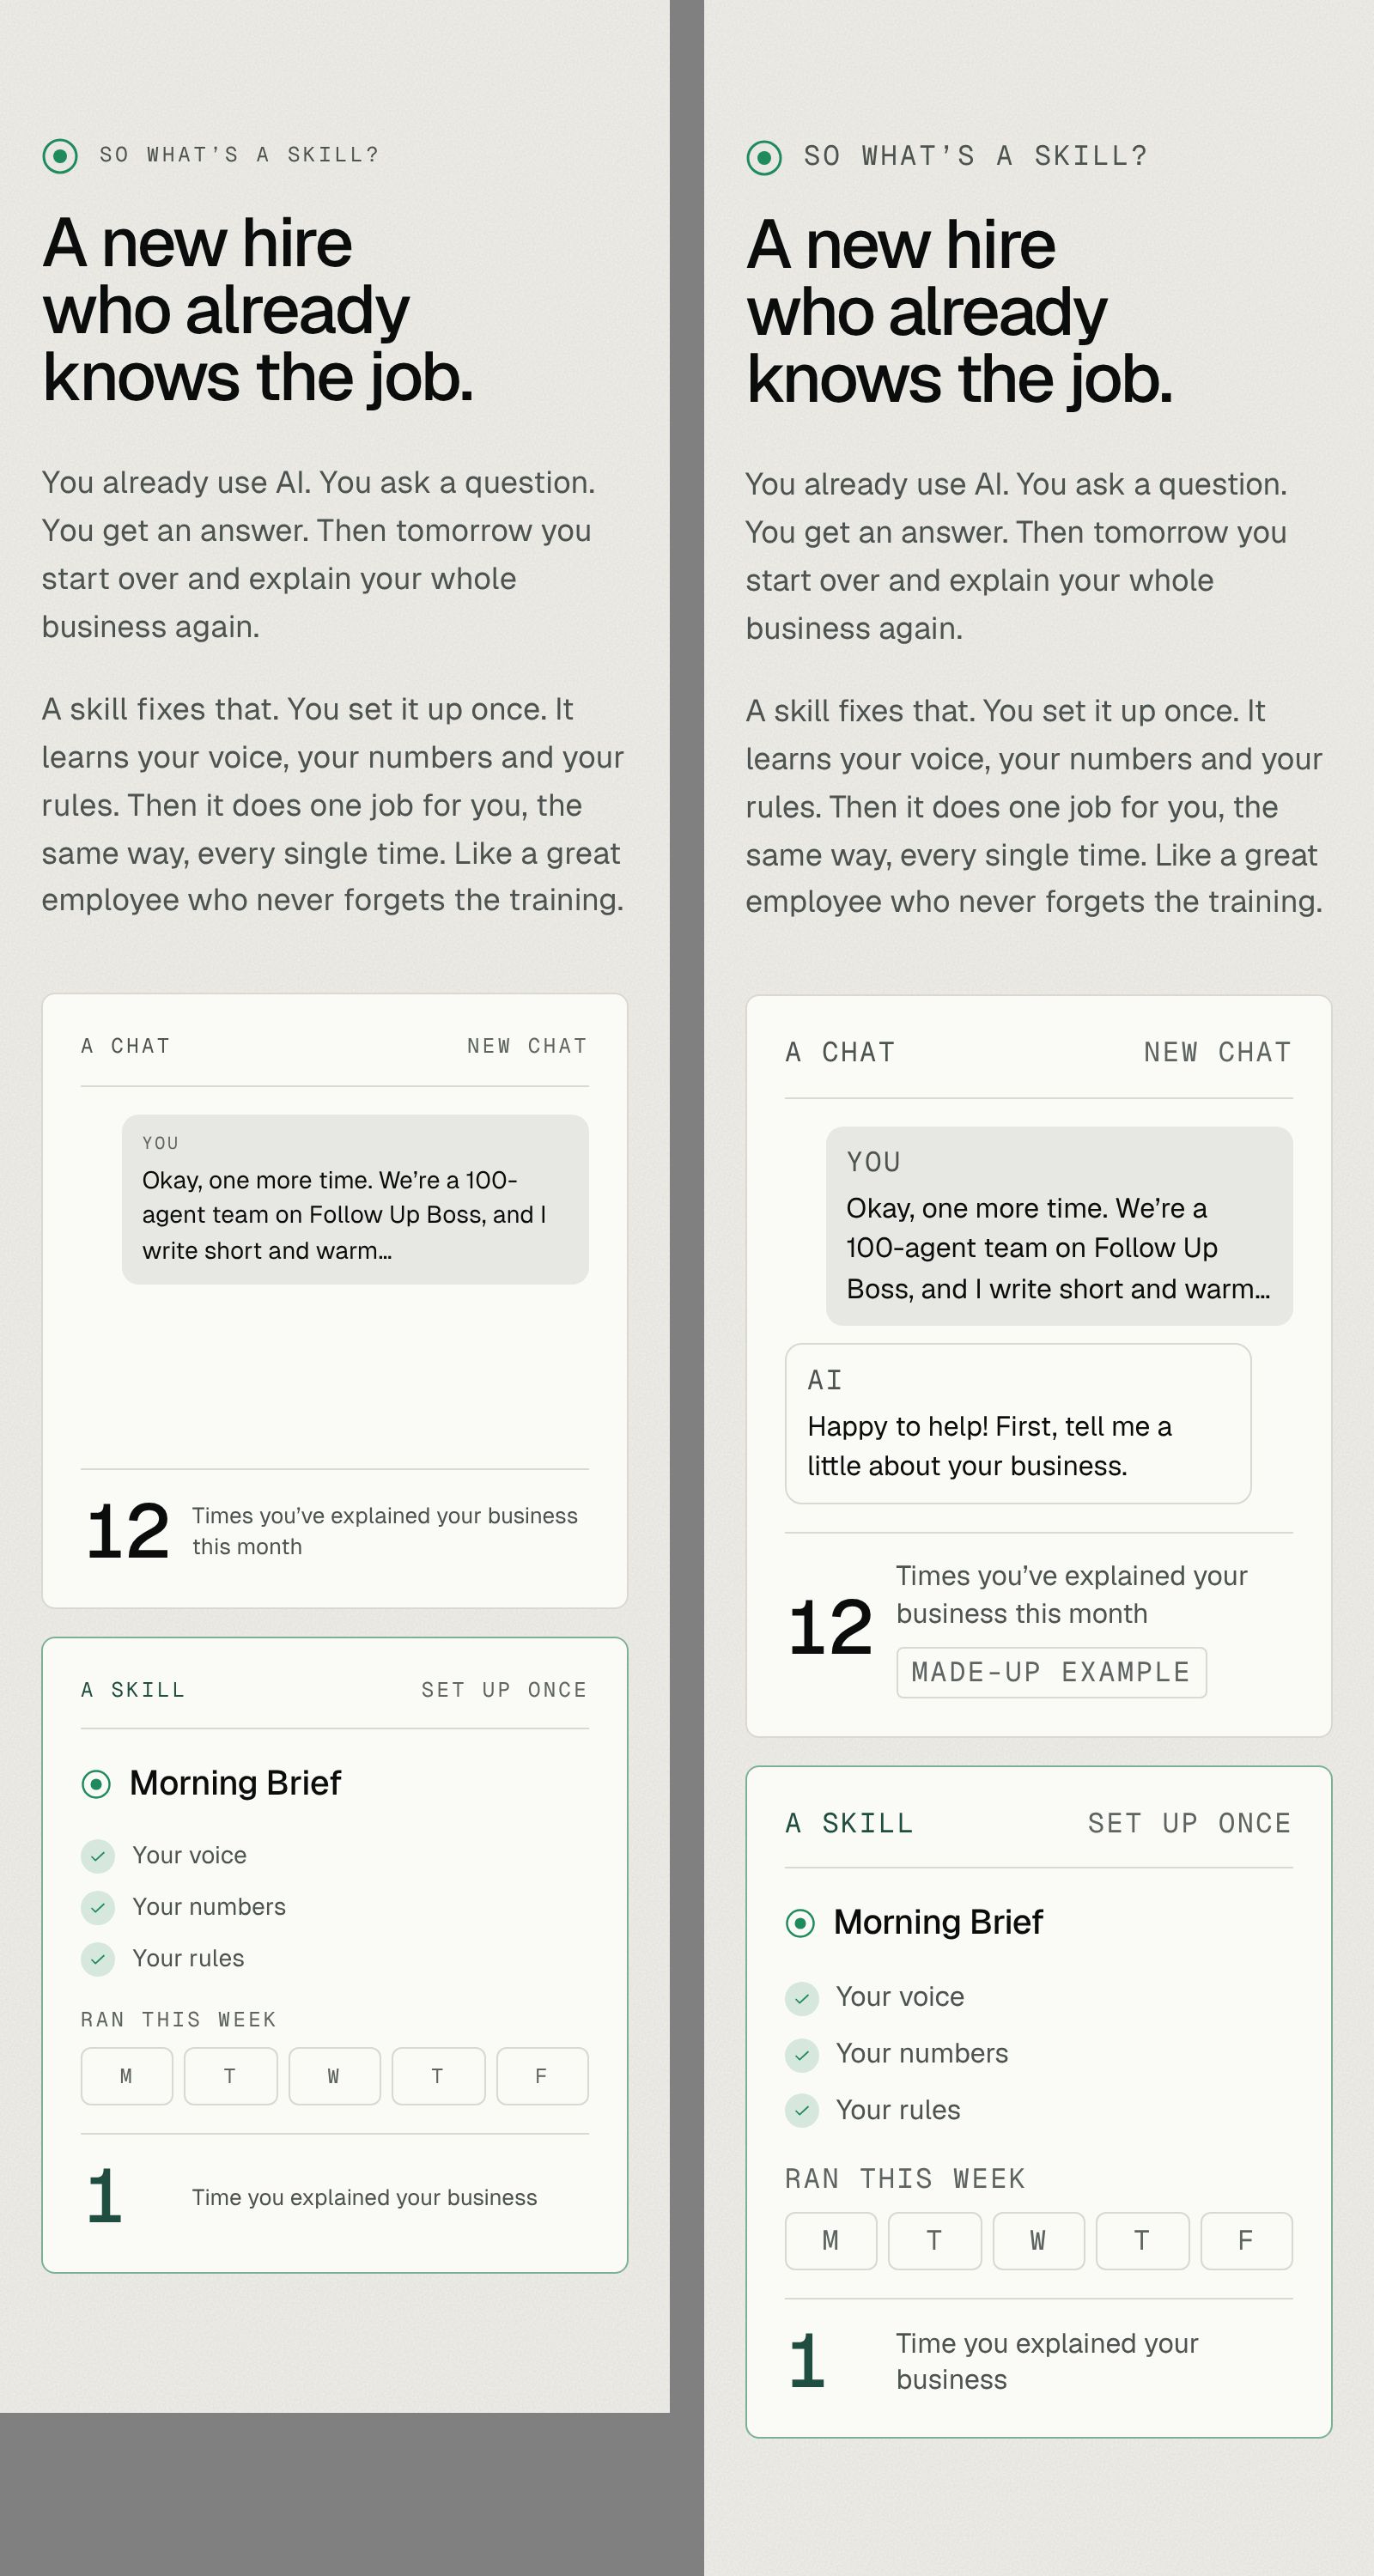 SO WHAT’S A SKILL?
A new hire
who already
knows the job.
You already use AI. You ask a question.
You get an answer. Then tomorrow you
start over and explain your whole
business again.
A skill fixes that. You set it up once. It
learns your voice, your numbers and your
rules. Then it does one job for you, the
same way, every single time. Like a great
employee who never forgets the training.
A CHAT NEW CHAT
YOU
Okay, one more time. We’re a 100-
agent team on Follow Up Boss, and I
write short and warm…
12 Times you’ve explained your business
this month
A SKILL SET UP ONCE
Morning Brief
Your voice
Your numbers
Your rules
RAN THIS WEEK
M T W T F
1 Time you explained your business
SO WHAT’S A SKILL?
A new hire
who already
knows the job.
You already use AI. You ask a question.
You get an answer. Then tomorrow you
start over and explain your whole
business again.
A skill fixes that. You set it up once. It
learns your voice, your numbers and your
rules. Then it does one job for you, the
same way, every single time. Like a great
employee who never forgets the training.
A CHAT NEW CHAT
YOU
Okay, one more time. We’re a
100-agent team on Follow Up
Boss, and I write short and warm…
AI
Happy to help! First, tell me a
little about your business.
12 Times you’ve explained your
business this month
MADE-UP EXAMPLE
A SKILL SET UP ONCE
Morning Brief
Your voice
Your numbers
Your rules
RAN THIS WEEK
M T W T F
1 Time you explained your
business